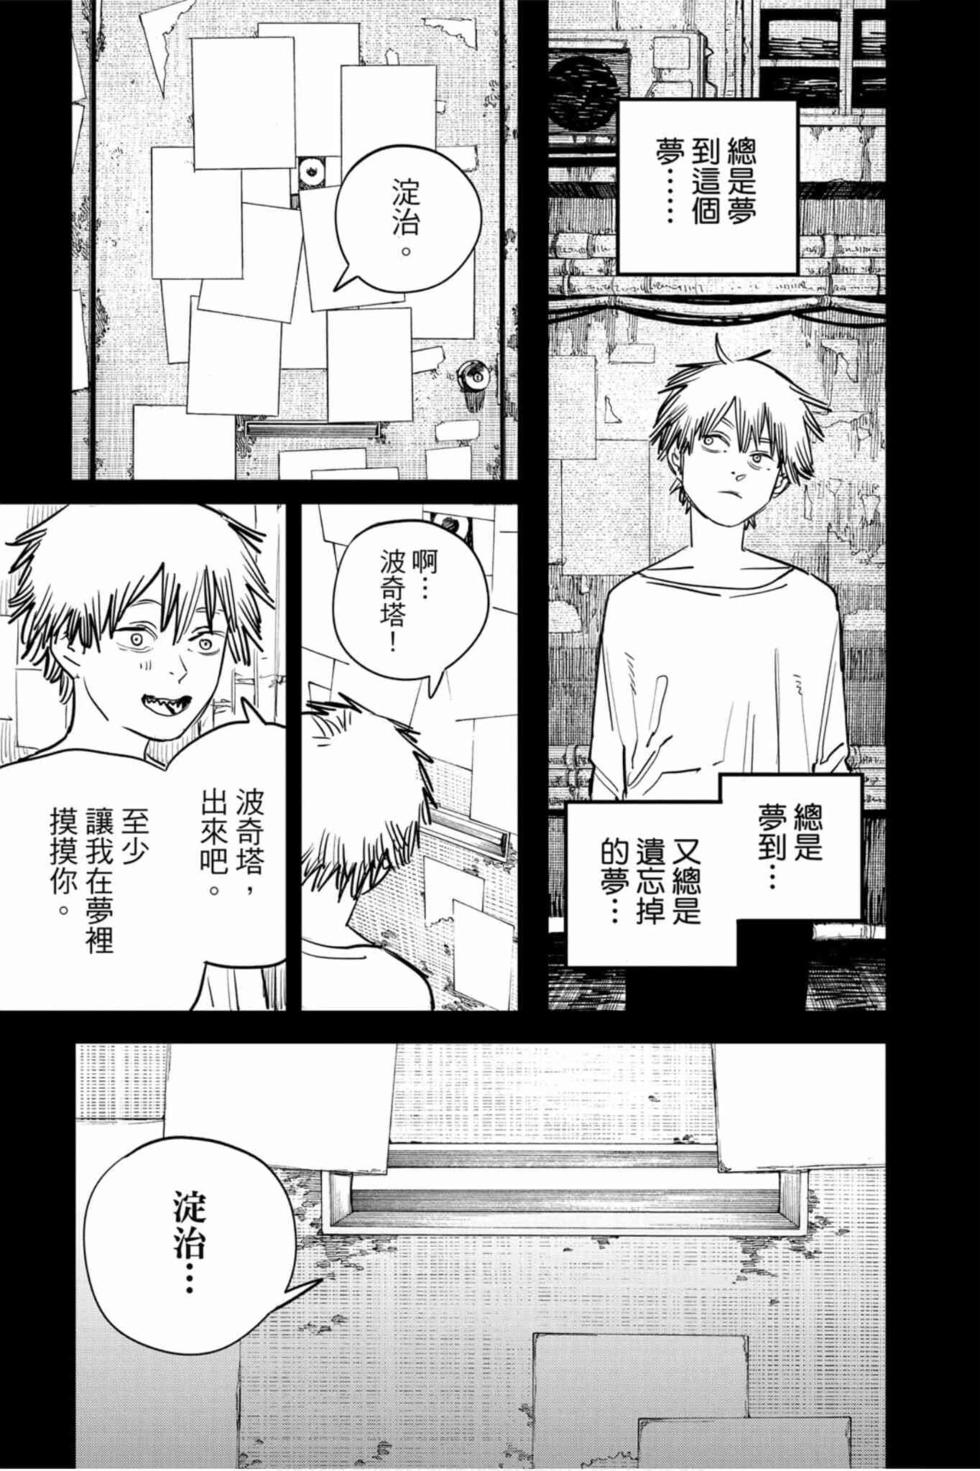 總是夢
到這個
夢……
總是
夢到…
又總是
遺忘掉
的夢…
淀治。
啊…
波奇塔！
波奇塔，
出來吧。
至少
讓我在夢裡
摸摸你。
淀治…